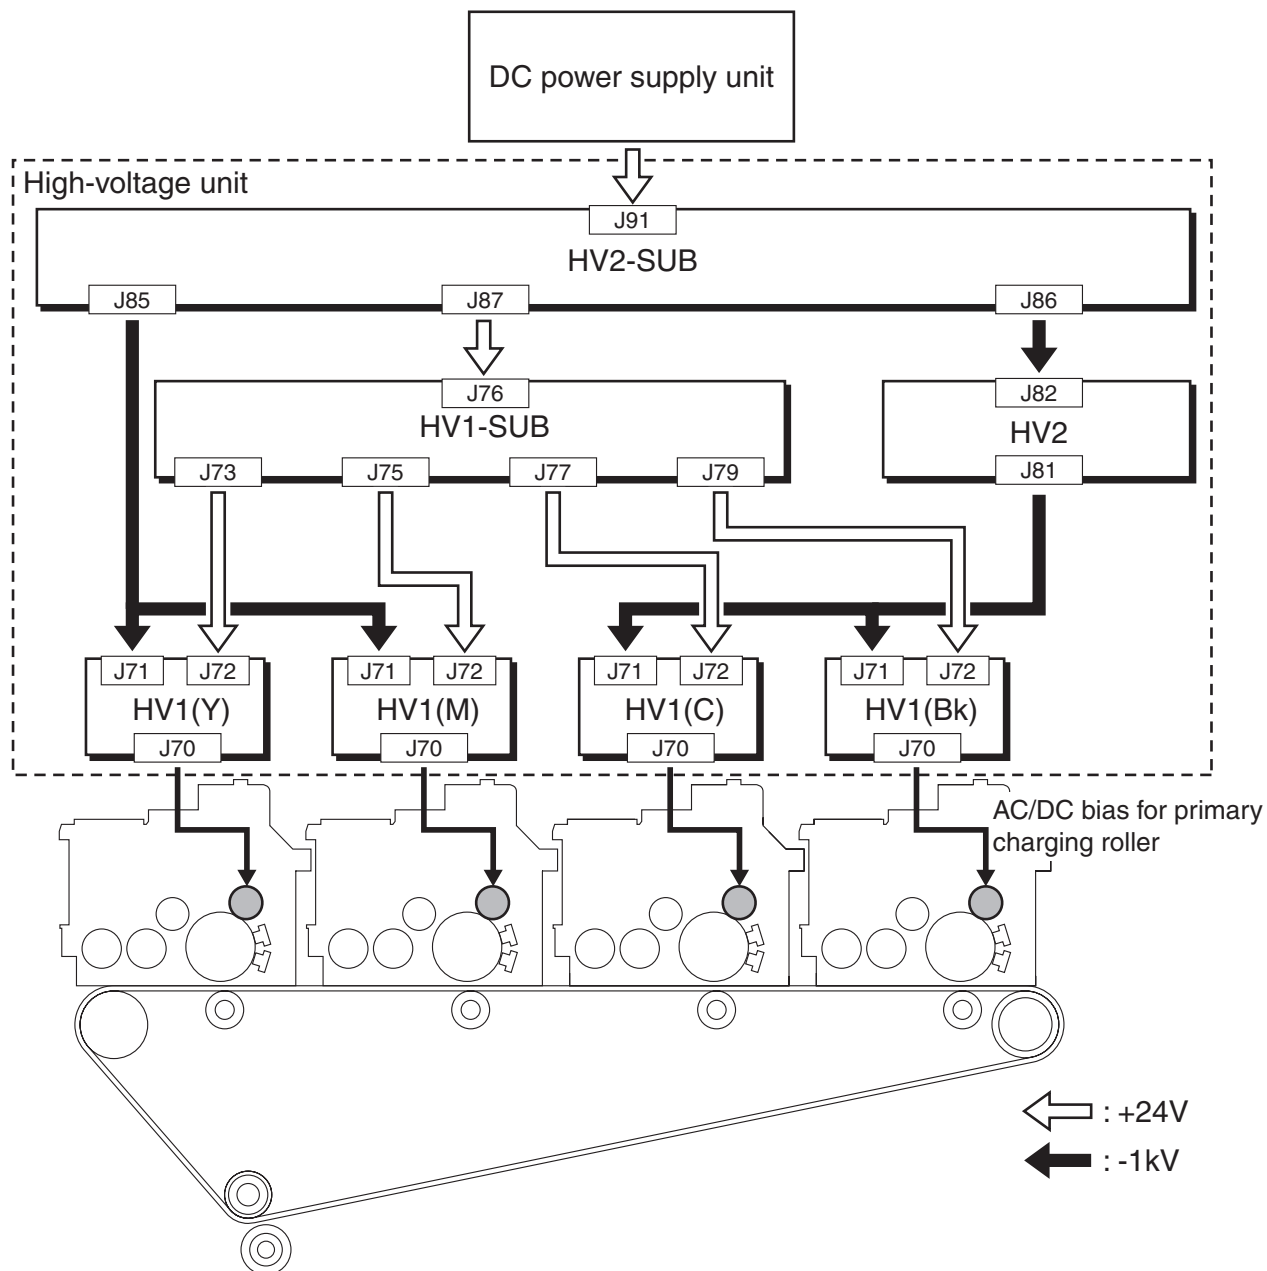 DC power supply unit
High-voltage unit
J91
HV2-SUB
J85
J87
J86
J76
HV1-SUB
J82
HV2
J73
J75
J77
J79
J81
J71
J72
J71
J72
J71
J72
J71
J72
HV1(Y)
HV1(M)
HV1(C)
HV1(Bk)
J70
J70
J70
J70
AC/DC bias for primary
charging roller
: +24V
: -1kV